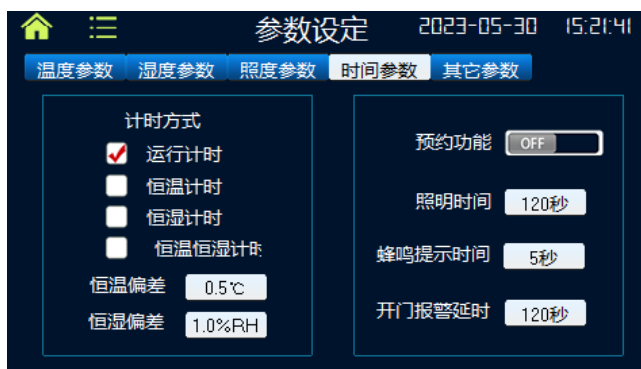 参数设定 2023-05-30 15:21:41
温度参数 湿度参数 照度参数 时间参数 其它参数
计时方式
运行计时
恒温计时
恒湿计时
恒温恒湿计时
恒温偏差 0.5℃
恒湿偏差 1.0%RH
预约功能 OFF
照明时间 120秒
蜂鸣提示时间 5秒
开门报警延时 120秒